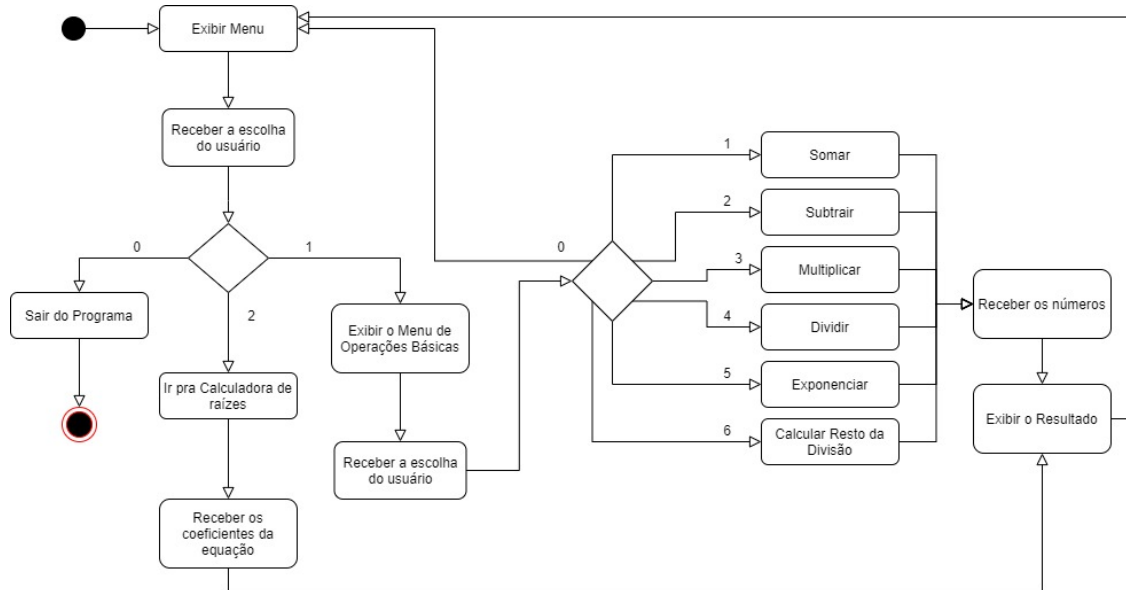 Exibir Menu
Receber a escolha
do usuário
0
1
2
Sair do Programa
Exibir o Menu de
Operações Básicas
Ir pra Calculadora de
raízes
Receber a escolha
do usuário
Receber os
coeficientes da
equação
0
1
Somar
2
Subtrair
3
Multiplicar
4
Dividir
5
Exponenciar
6
Calcular Resto da
Divisão
Receber os números
Exibir o Resultado